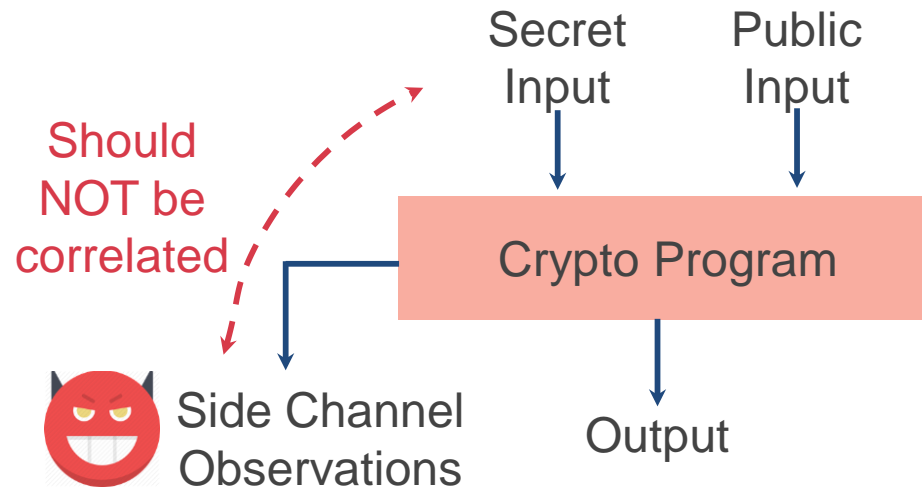 Secret
Input
Public
Input
Should
NOT be
correlated
Crypto Program
Side Channel
Observations
Output